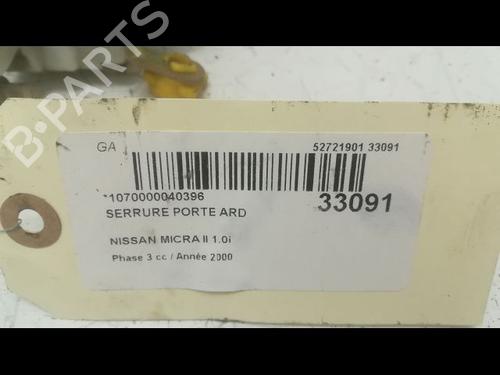 B-PARTS
GA
52721901 33091
*1070000040396
33091
SERRURE PORTE ARD
NISSAN MICRA II 1.0i
Phase 3 cc / Année 2000